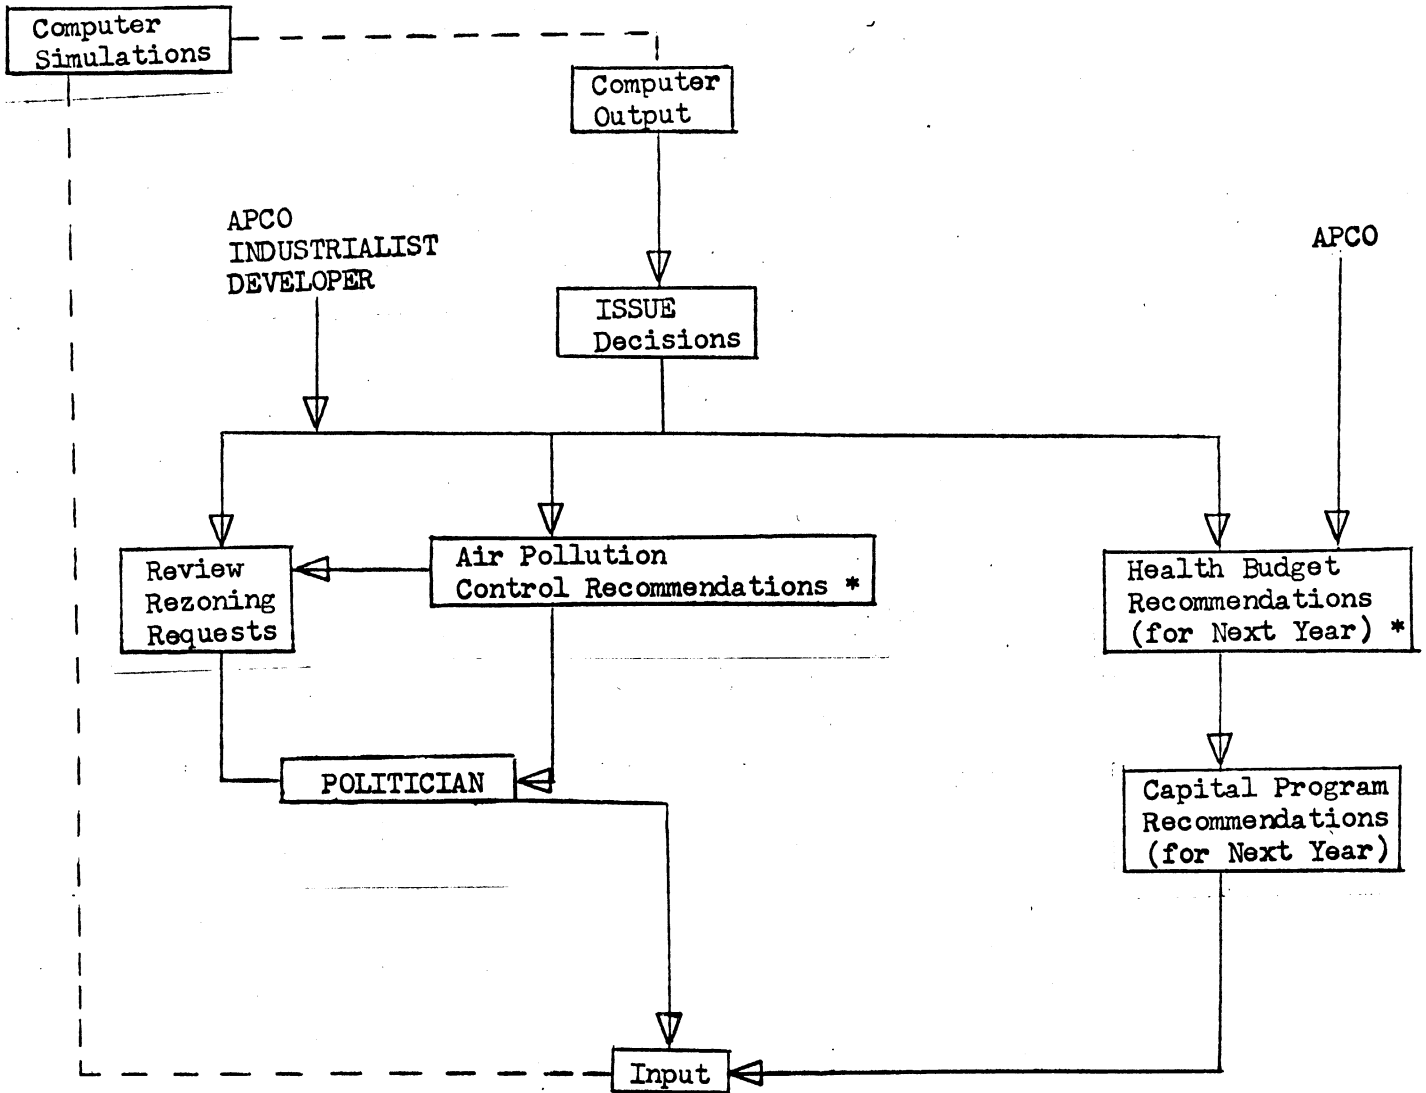 Computer
Simulations
Computer
Output
APCO
INDUSTRIALIST
DEVELOPER
APCO
ISSUE
Decisions
Review
Rezoning
Requests
Air Pollution
Control Recommendations *
Health Budget
Recommendations
(for Next Year) *
POLITICIAN
Capital Program
Recommendations
(for Next Year)
Input